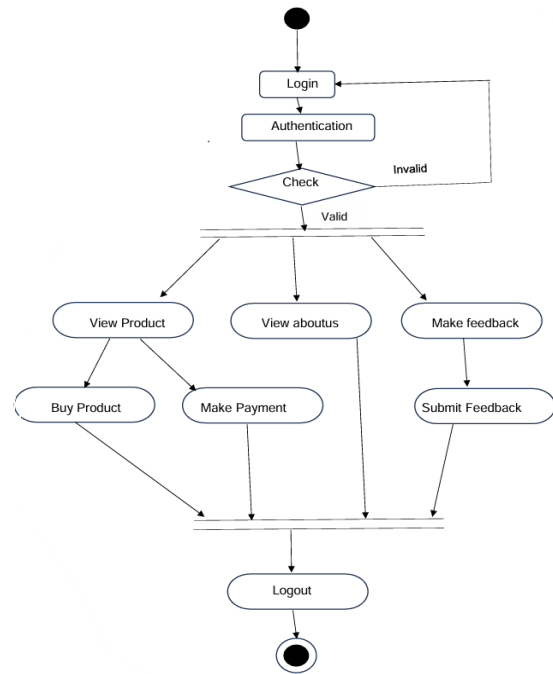 Login
Authentication
Check
Invalid
Valid
View Product
View aboutus
Make feedback
Buy Product
Make Payment
Submit Feedback
Logout